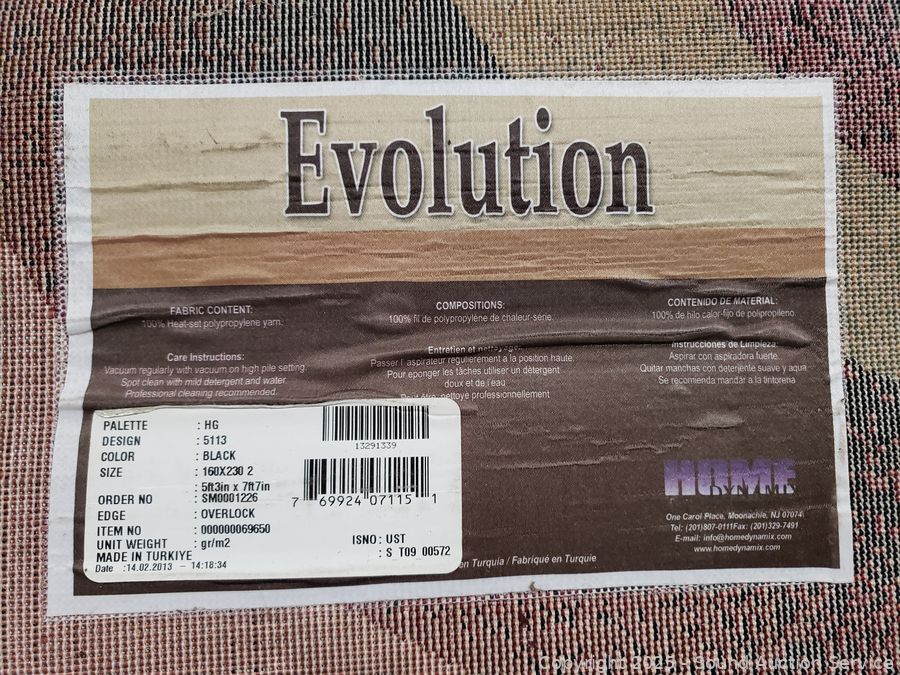 Evolution
FABRIC CONTENT:
100% Heat-set polypropylene yarn.
Care Instructions:
Vacuum regularly with vacuum on high pile setting.
Spot clean with mild detergent and water.
Professional cleaning recommended.
COMPOSITIONS:
100% fil de polypropylène de chaleur-série.
Entretien et nettoyage:
Passer l'aspirateur régulièrement à la position haute.
Pour éponger les tâches utiliser un détergent
doux et de l'eau
Peut être nettoyé professionnellement
CONTENIDO DE MATERIAL:
100% de hilo calor-fijo de polipropileno.
Instrucciones de Limpieza:
Aspirar con aspiradora fuerte.
Quitar manchas con deterjente suave y aqua
Se recomienda mandar a la tintorena
PALETTE : HG
DESIGN : 5113
COLOR : BLACK
SIZE : 160X230 2
: 5ft3in x 7ft7in
ORDER NO : SM0001226
EDGE : OVERLOCK
ITEM NO : 000000069650
UNIT WEIGHT : gr/m2
MADE IN TURKIYE
Date :14.02.2013 - 14:18:34
13291339
7 69924 07115 1
ISNO : UST
: S T09 00572
en Turquia / Fabriqué en Turquie
HOME
DYNAMIX
One Carol Place, Moonachie, NJ 07074
Tel: (201)807-0111Fax: (201)329-7491
E-mail: info@homedynamix.com
www.homedynamix.com
Copyright 2025 - Sound Auction Service